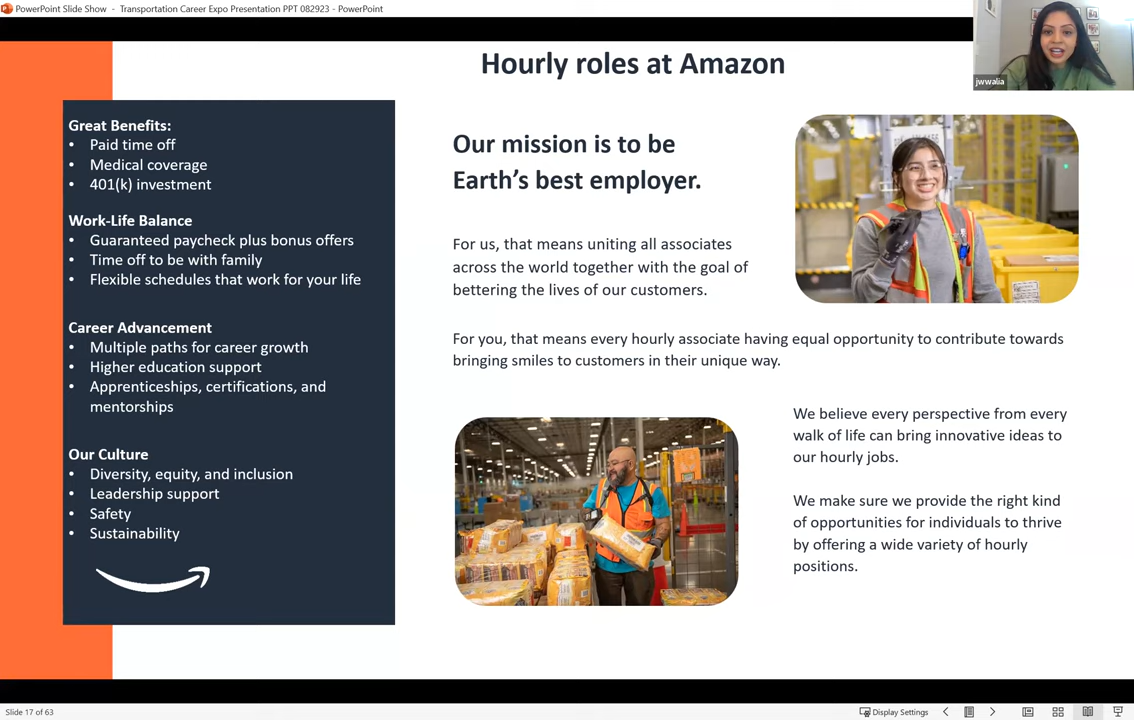 PowerPoint Slide Show - Transportation Career Expo Presentation PPT 082923 - PowerPoint
jwwalia
Hourly roles at Amazon
Great Benefits:
• Paid time off
• Medical coverage
• 401(k) investment
Work-Life Balance
• Guaranteed paycheck plus bonus offers
• Time off to be with family
• Flexible schedules that work for your life
Career Advancement
• Multiple paths for career growth
• Higher education support
• Apprenticeships, certifications, and
mentorships
Our Culture
• Diversity, equity, and inclusion
• Leadership support
• Safety
• Sustainability
Our mission is to be
Earth's best employer.
For us, that means uniting all associates
across the world together with the goal of
bettering the lives of our customers.
For you, that means every hourly associate having equal opportunity to contribute towards
bringing smiles to customers in their unique way.
We believe every perspective from every
walk of life can bring innovative ideas to
our hourly jobs.
We make sure we provide the right kind
of opportunities for individuals to thrive
by offering a wide variety of hourly
positions.
Slide 17 of 63
Display Settings